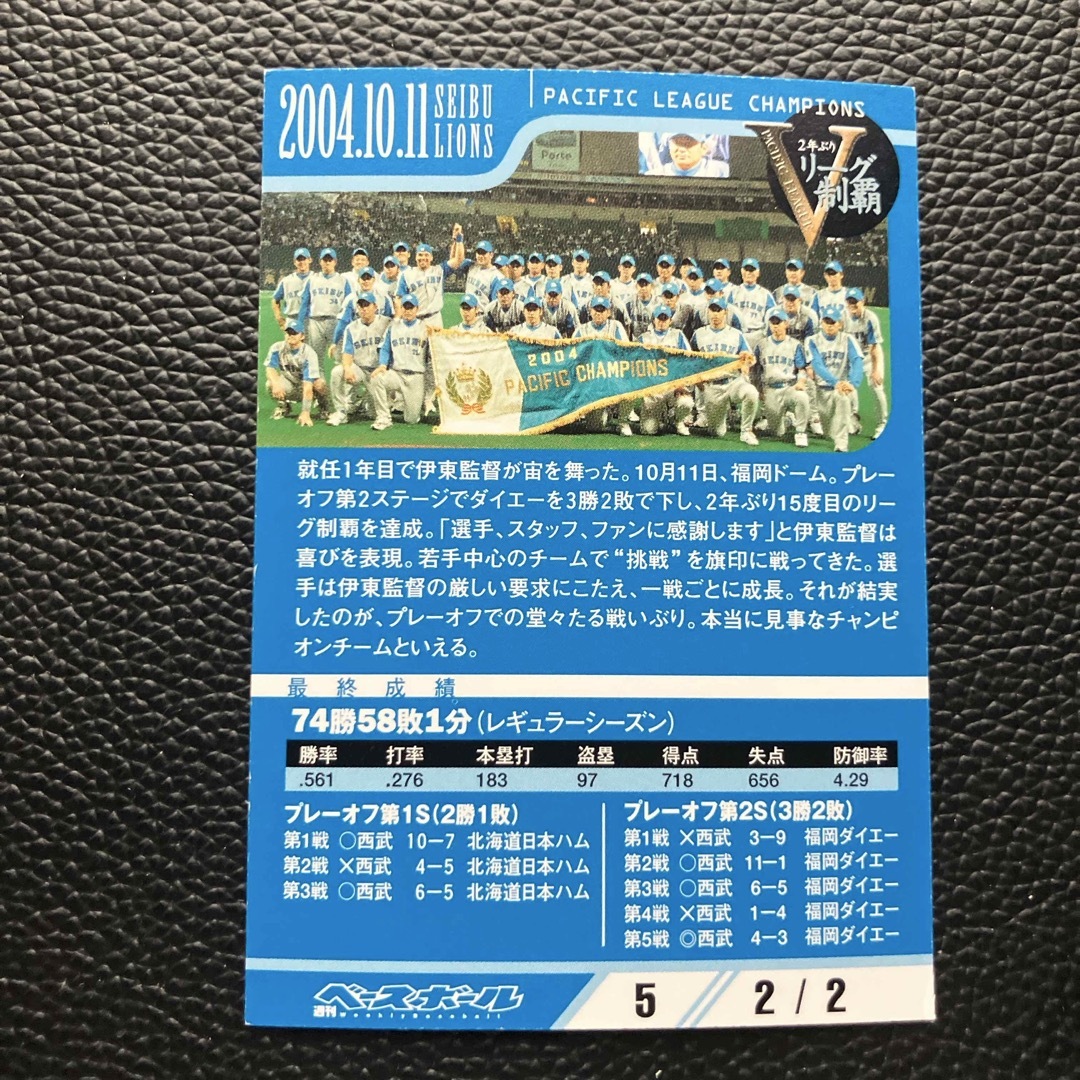 2004.10.11
SEIBU
LIONS
PACIFIC LEAGUE CHAMPIONS
Porte
2年ぶり
リーグ
制覇
PACIFIC LEAGUE
2004
PACIFIC CHAMPIONS
就任1年目で伊東監督が宙を舞った。10月11日、福岡ドーム。プレー
オフ第2ステージでダイエーを3勝2敗で下し、2年ぶり15度目のリー
グ制覇を達成。「選手、スタッフ、ファンに感謝します」と伊東監督は
喜びを表現。若手中心のチームで“挑戦”を旗印に戦ってきた。選
手は伊東監督の厳しい要求にこたえ、一戦ごとに成長。それが結実
したのが、プレーオフでの堂々たる戦いぶり。本当に見事なチャンピ
オンチームといえる。
最終成績
74勝58敗1分(レギュラーシーズン)
勝率 打率 本塁打 盗塁 得点 失点 防御率
.561 .276 183 97 718 656 4.29
プレーオフ第1S(2勝1敗)
第1戦 ○西武 10-7 北海道日本ハム
第2戦 ×西武 4-5 北海道日本ハム
第3戦 ○西武 6-5 北海道日本ハム
プレーオフ第2S(3勝2敗)
第1戦 ×西武 3-9 福岡ダイエー
第2戦 ○西武 11-1 福岡ダイエー
第3戦 ○西武 6-5 福岡ダイエー
第4戦 ×西武 1-4 福岡ダイエー
第5戦 ◎西武 4-3 福岡ダイエー
週刊ベースボール
Weekly Baseball
5
2/2